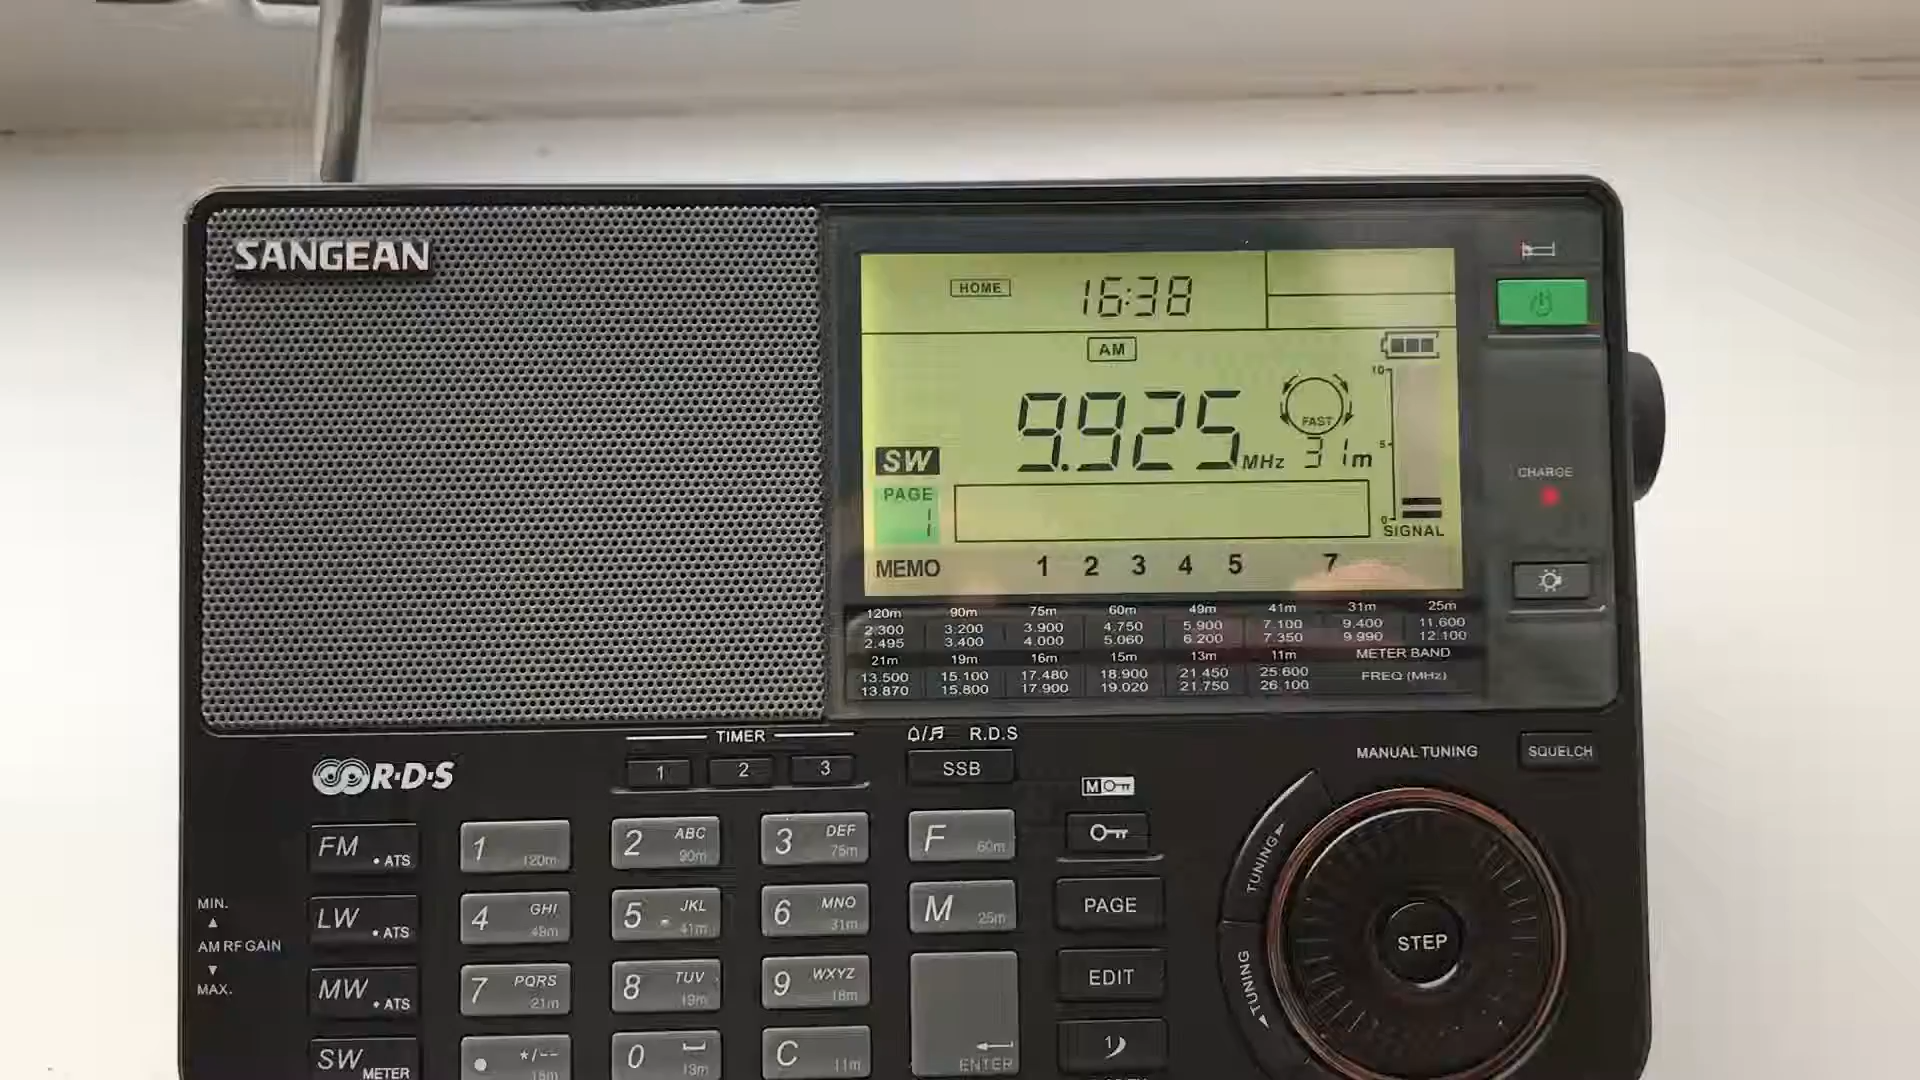 SANGEAN
HOME 16:38
AM
10
9.925 MHz FAST 31m
5
SW
PAGE
1
0
SIGNAL
MEMO 1 2 3 4 5 7
CHARGE
120m 90m 75m 60m 49m 41m 31m 25m
2.300 3.200 3.900 4.750 5.900 7.100 9.400 11.600
2.495 3.400 4.000 5.060 6.200 7.350 9.990 12.100
21m 19m 16m 15m 13m 11m METER BAND
13.500 15.100 17.480 18.900 21.450 25.600 FREQ (MHz)
13.870 15.800 17.900 19.020 21.750 26.100
TIMER R.D.S
1 2 3 SSB
MANUAL TUNING SQUELCH
R·D·S
M
FM • ATS 1 120m 2 ABC 90m 3 DEF 75m F 60m
TUNING
LW • ATS 4 GHI 49m 5 JKL 41m 6 MNO 31m M 25m PAGE
MIN.
AM RF GAIN
MAX.
STEP
MW • ATS 7 PQRS 21m 8 TUV 19m 9 WXYZ 16m EDIT
TUNING
SW METER • */-- 15m 0 13m C 11m ENTER